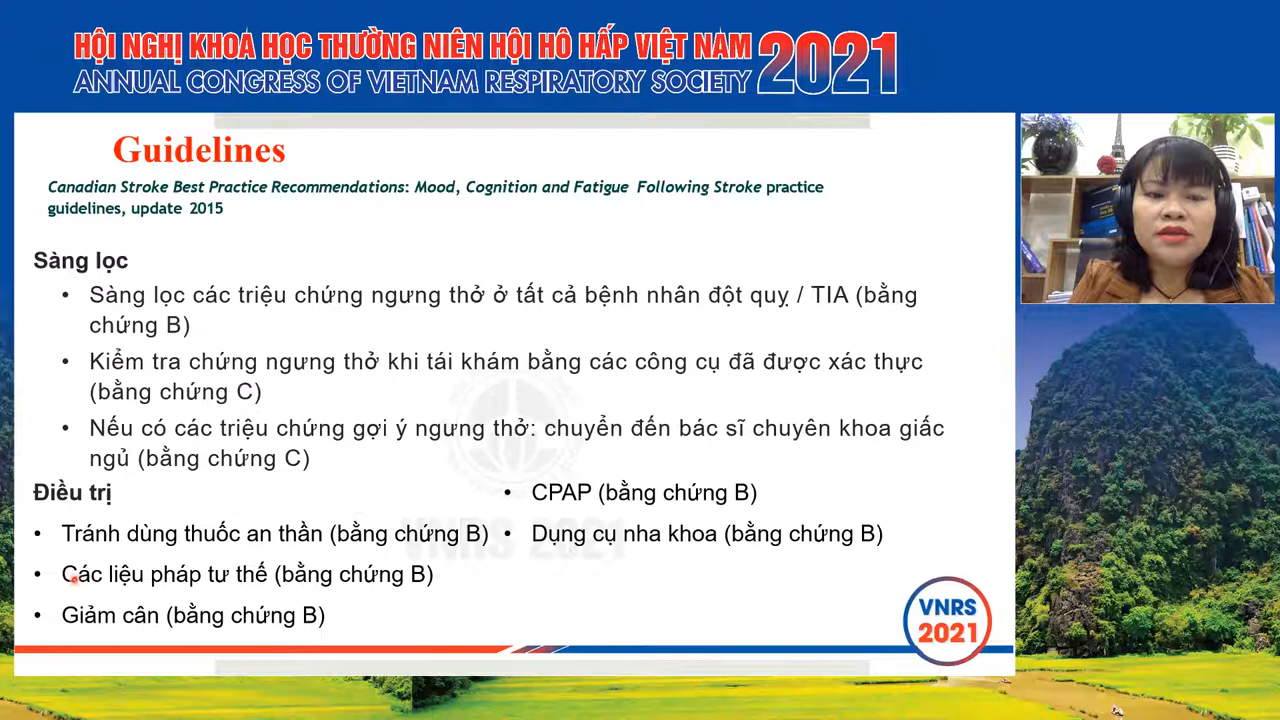 HỘI NGHỊ KHOA HỌC THƯỜNG NIÊN HỘI HÔ HẤP VIỆT NAM 2021
ANNUAL CONGRESS OF VIETNAM RESPIRATORY SOCIETY
Guidelines
Canadian Stroke Best Practice Recommendations: Mood, Cognition and Fatigue Following Stroke practice
guidelines, update 2015
Sàng lọc
• Sàng lọc các triệu chứng ngưng thở ở tất cả bệnh nhân đột quỵ / TIA (bằng
chứng B)
• Kiểm tra chứng ngưng thở khi tái khám bằng các công cụ đã được xác thực
(bằng chứng C)
• Nếu có các triệu chứng gợi ý ngưng thở: chuyển đến bác sĩ chuyên khoa giấc
ngủ (bằng chứng C)
Điều trị
• Tránh dùng thuốc an thần (bằng chứng B)
• Các liệu pháp tư thế (bằng chứng B)
• Giảm cân (bằng chứng B)
• CPAP (bằng chứng B)
• Dụng cụ nha khoa (bằng chứng B)
VNRS 2021
VNRS
2021